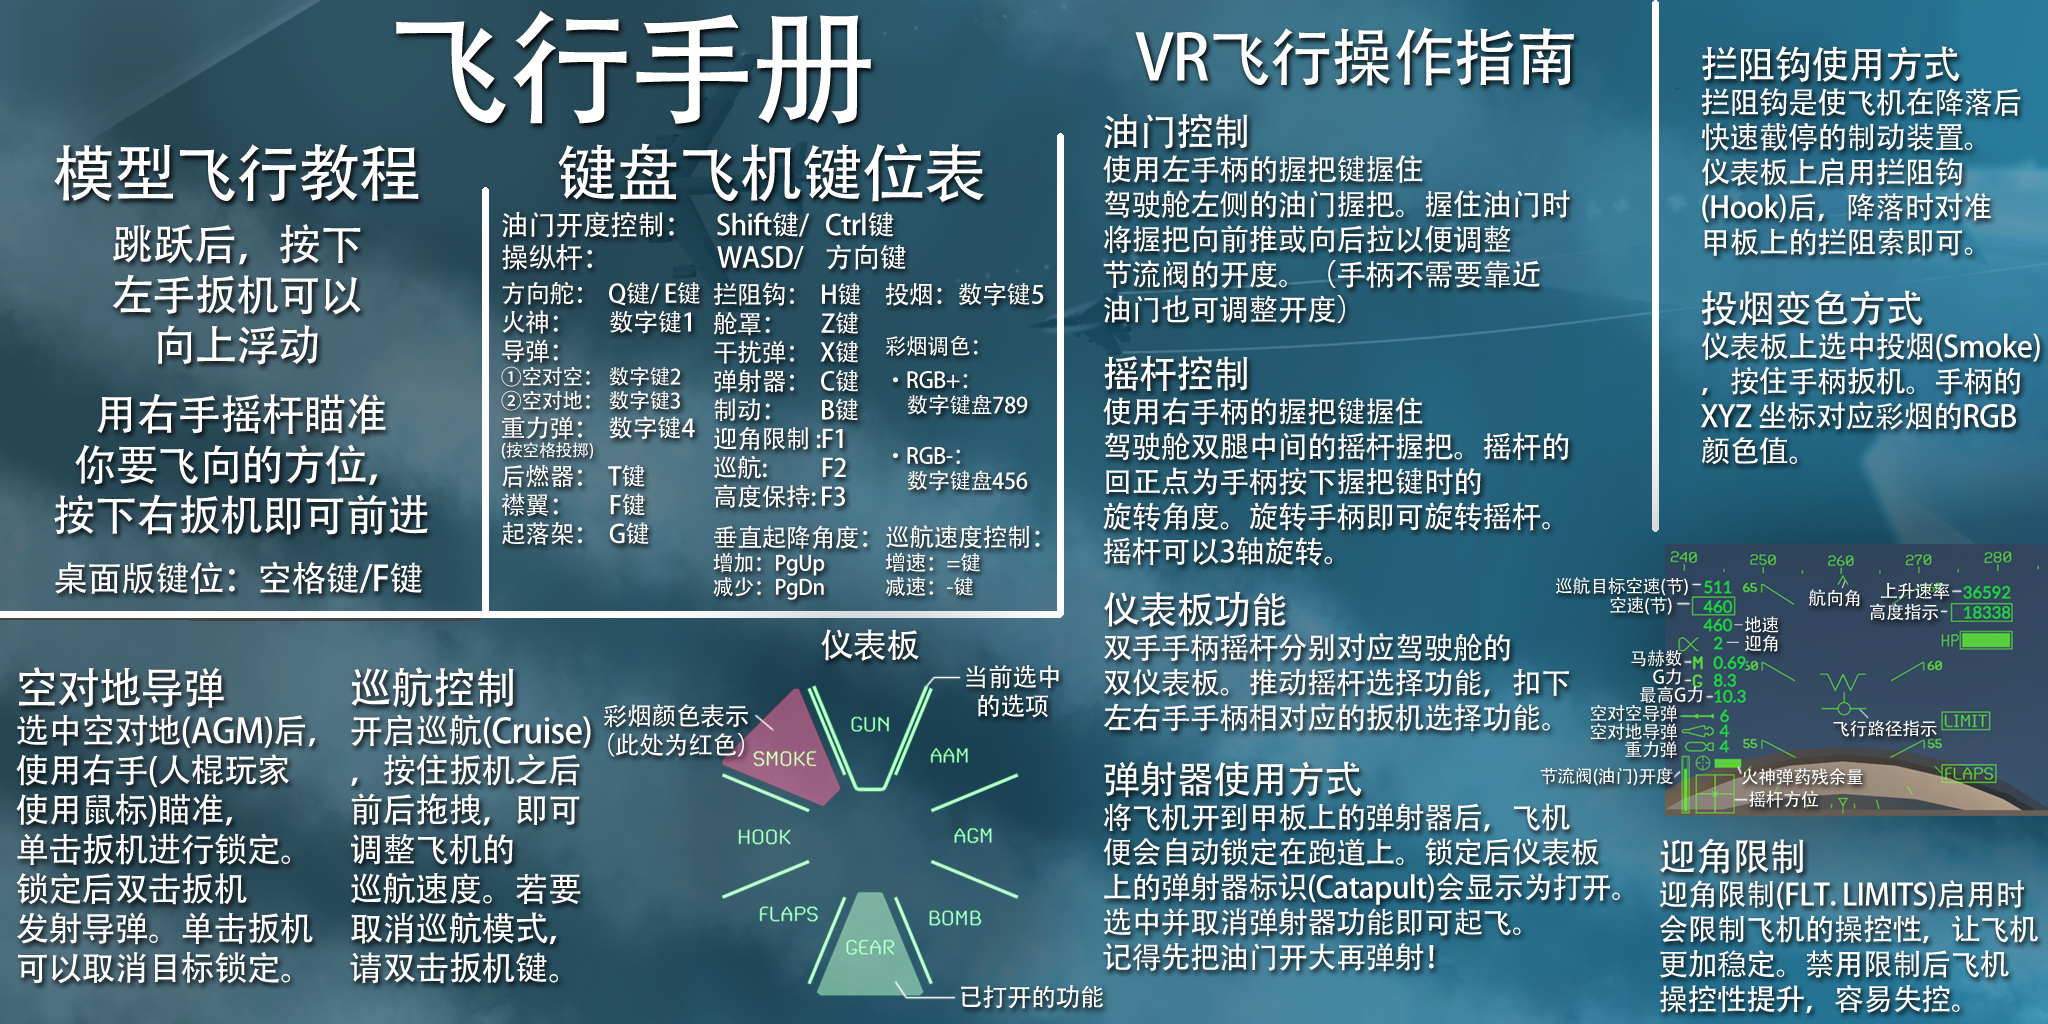 飞行手册
模型飞行教程
跳跃后，按下
左手扳机可以
向上浮动
用右手摇杆瞄准
你要飞向的方位，
按下右扳机即可前进
桌面版键位：空格键/F键
键盘飞机键位表
油门开度控制： Shift键/ Ctrl键
操纵杆： WASD/ 方向键
方向舵： Q键/ E键
火神： 数字键1
导弹：
①空对空： 数字键2
②空对地： 数字键3
重力弹： 数字键4
(按空格投掷)
后燃器： T键
襟翼： F键
起落架： G键
拦阻钩： H键
舱罩： Z键
干扰弹： X键
弹射器： C键
制动： B键
迎角限制 :F1
巡航: F2
高度保持: F3
垂直起降角度：
增加：PgUp
减少：PgDn
投烟：数字键5
彩烟调色：
・RGB+：
数字键盘789
・RGB-：
数字键盘456
巡航速度控制：
增速：=键
减速：-键
空对地导弹
选中空对地(AGM)后，
使用右手(人棍玩家
使用鼠标)瞄准，
单击扳机进行锁定。
锁定后双击扳机
发射导弹。单击扳机
可以取消目标锁定。
巡航控制
开启巡航(Cruise)
，按住扳机之后
前后拖拽，即可
调整飞机的
巡航速度。若要
取消巡航模式，
请双击扳机键。
仪表板
当前选中
的选项
彩烟颜色表示
（此处为红色）
GUN
SMOKE
AAM
HOOK
AGM
FLAPS
BOMB
GEAR
已打开的功能
VR飞行操作指南
油门控制
使用左手柄的握把键握住
驾驶舱左侧的油门握把。握住油门时
将握把向前推或向后拉以便调整
节流阀的开度。（手柄不需要靠近
油门也可调整开度）
摇杆控制
使用右手柄的握把键握住
驾驶舱双腿中间的摇杆握把。摇杆的
回正点为手柄按下握把键时的
旋转角度。旋转手柄即可旋转摇杆。
摇杆可以3轴旋转。
仪表板功能
双手手柄摇杆分别对应驾驶舱的
双仪表板。推动摇杆选择功能，扣下
左右手手柄相对应的扳机选择功能。
弹射器使用方式
将飞机开到甲板上的弹射器后，飞机
便会自动锁定在跑道上。锁定后仪表板
上的弹射器标识(Catapult)会显示为打开。
选中并取消弹射器功能即可起飞。
记得先把油门开大再弹射！
拦阻钩使用方式
拦阻钩是使飞机在降落后
快速截停的制动装置。
仪表板上启用拦阻钩
(Hook)后，降落时对准
甲板上的拦阻索即可。
投烟变色方式
仪表板上选中投烟(Smoke)
，按住手柄扳机。手柄的
XYZ 坐标对应彩烟的RGB
颜色值。
240 250 260 270 280
巡航目标空速(节) 511
空速(节) 460
460 地速
2 迎角
马赫数 M 0.69
G力 G 8.3
最高G力 10.3
空对空导弹 6
空对地导弹 4
重力弹 4
节流阀(油门)开度
65
航向角
上升速率 36592
高度指示 18338
HP
60
飞行路径指示
LIMIT
55 55
FLAPS
火神弹药残余量
摇杆方位
迎角限制
迎角限制(FLT. LIMITS)启用时
会限制飞机的操控性，让飞机
更加稳定。禁用限制后飞机
操控性提升，容易失控。